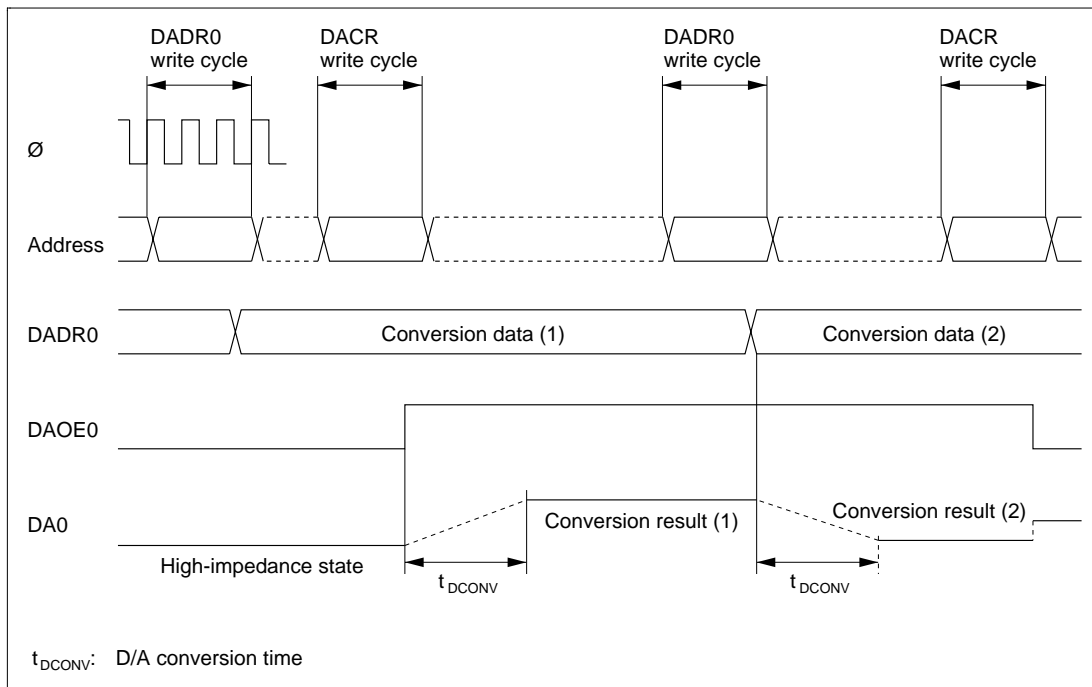 DADR0
write cycle
DACR
write cycle
DADR0
write cycle
DACR
write cycle
Ø
Address
DADR0
Conversion data (1)
Conversion data (2)
DAOE0
DA0
Conversion result (1)
Conversion result (2)
High-impedance state
t DCONV
t DCONV
t DCONV: D/A conversion time